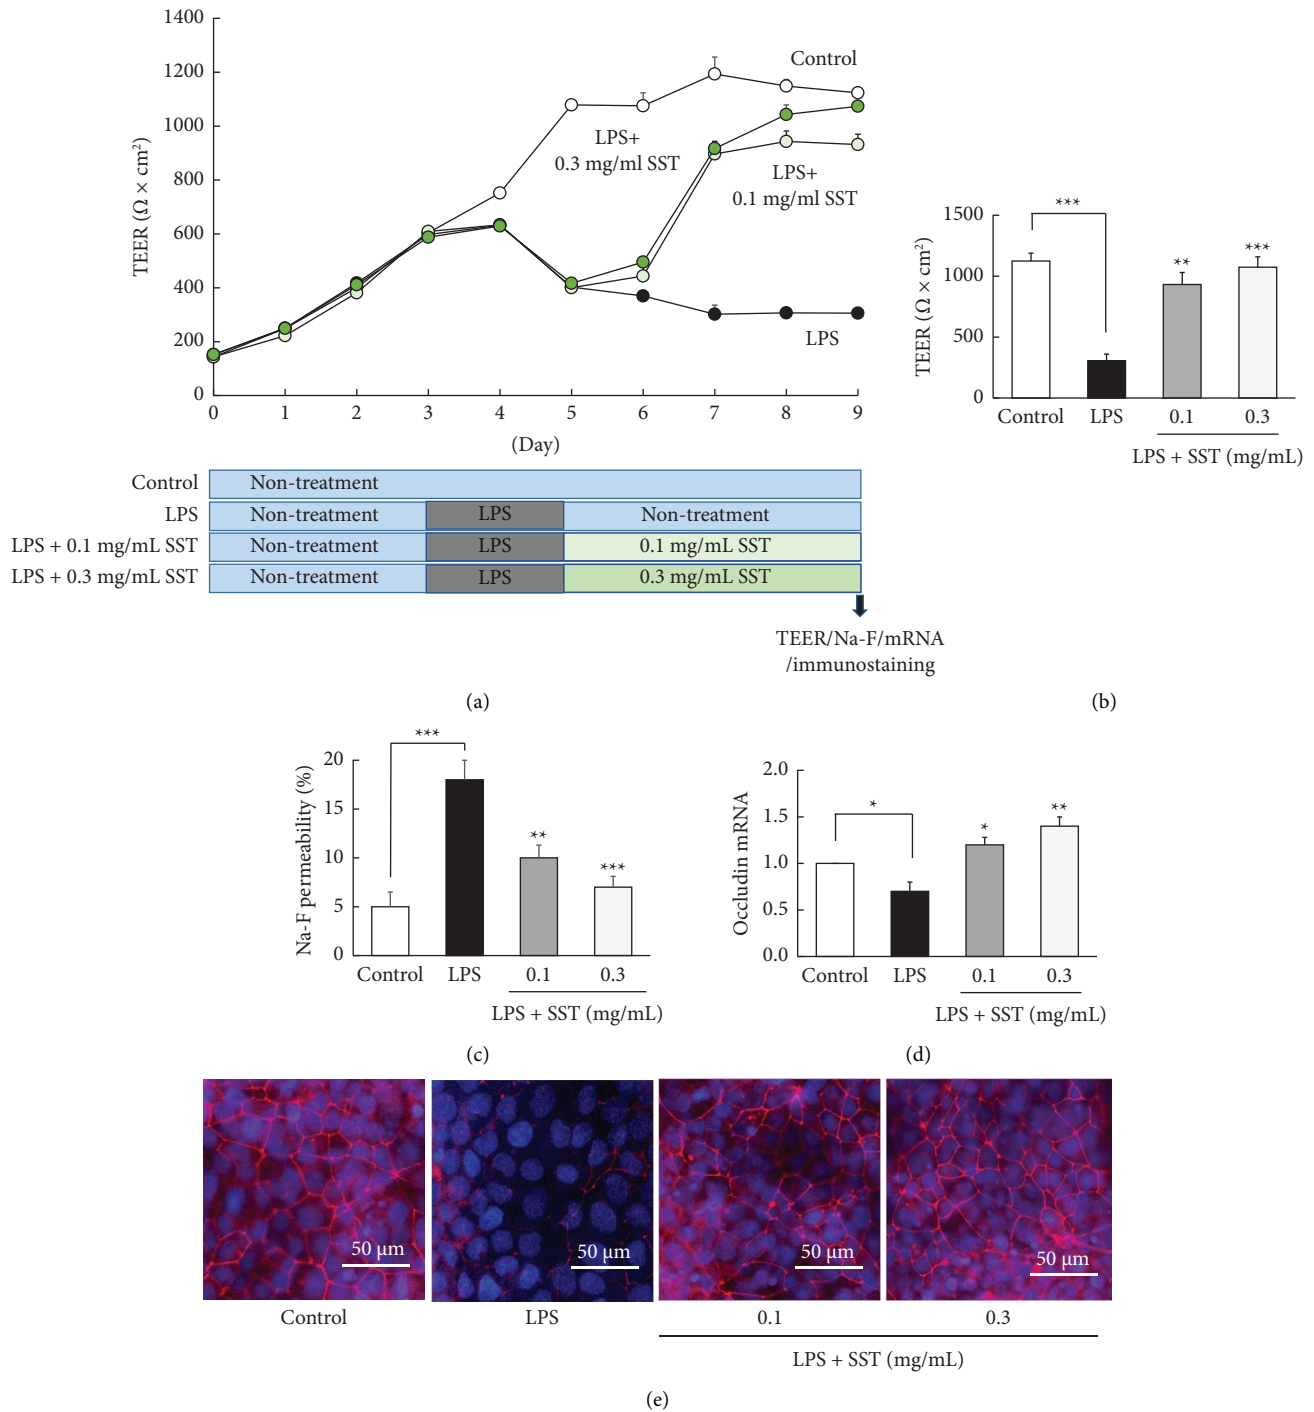 1400
1200
1000
800
600
400
200
0
TEER (Ω × cm²)
Control
LPS+
0.3 mg/ml SST
LPS+
0.1 mg/ml SST
LPS
0 1 2 3 4 5 6 7 8 9
(Day)
Control Non-treatment
LPS Non-treatment LPS Non-treatment
LPS + 0.1 mg/mL SST Non-treatment LPS 0.1 mg/mL SST
LPS + 0.3 mg/mL SST Non-treatment LPS 0.3 mg/mL SST
TEER/Na-F/mRNA
/immunostaining
(a)
1500
1000
500
0
TEER (Ω × cm²)
***
**
***
Control LPS 0.1 0.3
LPS + SST (mg/mL)
(b)
20
15
10
5
0
Na-F permeability (%)
***
**
***
Control LPS 0.1 0.3
LPS + SST (mg/mL)
(c)
2.0
1.5
1.0
0.5
0.0
Occludin mRNA
*
*
**
Control LPS 0.1 0.3
LPS + SST (mg/mL)
(d)
50 μm 50 μm 50 μm 50 μm
Control LPS 0.1 0.3
LPS + SST (mg/mL)
(e)